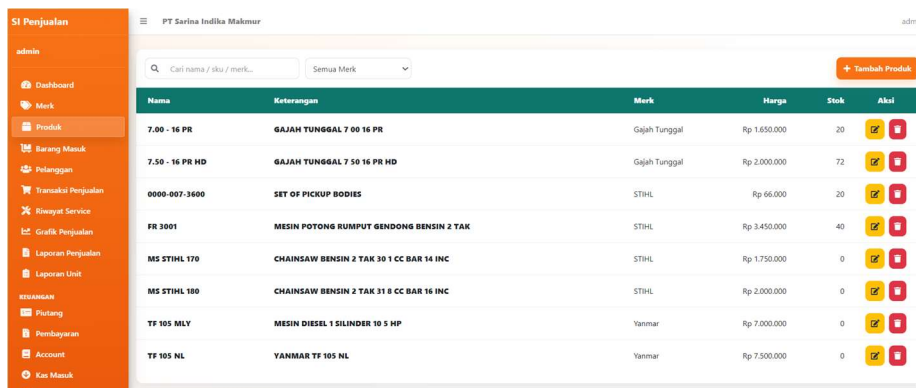 SI Penjualan
PT Sarina Indika Makmur
admin
Dashboard
Merk
Produk
Barang Masuk
Pelanggan
Transaksi Penjualan
Riwayat Service
Grafik Penjualan
Laporan Penjualan
Laporan Unit
KEUANGAN
Piutang
Pembayaran
Account
Kas Masuk
Cari nama / sku / merk...
Semua Merk
+ Tambah Produk
Nama Keterangan Merk Harga Stok Aksi
7.00 - 16 PR GAJAH TUNGGAL 7 00 16 PR Gajah Tunggal Rp 1.650.000 20
7.50 - 16 PR HD GAJAH TUNGGAL 7 50 16 PR HD Gajah Tunggal Rp 2.000.000 72
0000-007-3600 SET OF PICKUP BODIES STIHL Rp 66.000 20
FR 3001 MESIN POTONG RUMPUT GENDONG BENSIN 2 TAK STIHL Rp 3.450.000 40
MS STIHL 170 CHAINSAW BENSIN 2 TAK 30 1 CC BAR 14 INC STIHL Rp 1.750.000 0
MS STIHL 180 CHAINSAW BENSIN 2 TAK 31 8 CC BAR 16 INC STIHL Rp 2.000.000 0
TF 105 MLY MESIN DIESEL 1 SILINDER 10 5 HP Yanmar Rp 7.000.000 0
TF 105 NL YANMAR TF 105 NL Yanmar Rp 7.500.000 0